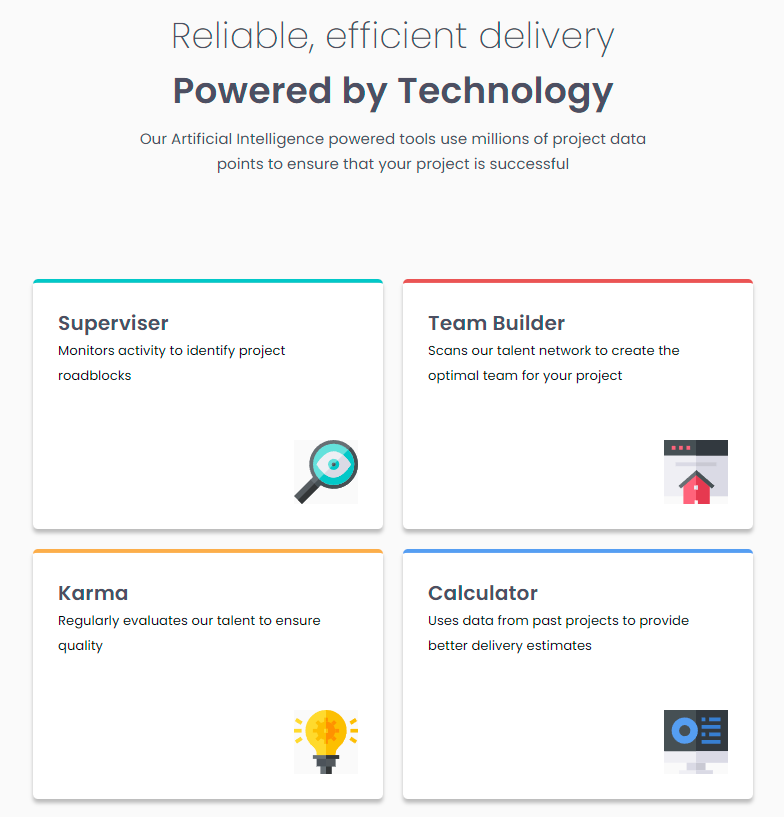 Reliable, efficient delivery
Powered by Technology
Our Artificial Intelligence powered tools use millions of project data
points to ensure that your project is successful
Superviser
Monitors activity to identify project
roadblocks
Team Builder
Scans our talent network to create the
optimal team for your project
Karma
Regularly evaluates our talent to ensure
quality
Calculator
Uses data from past projects to provide
better delivery estimates